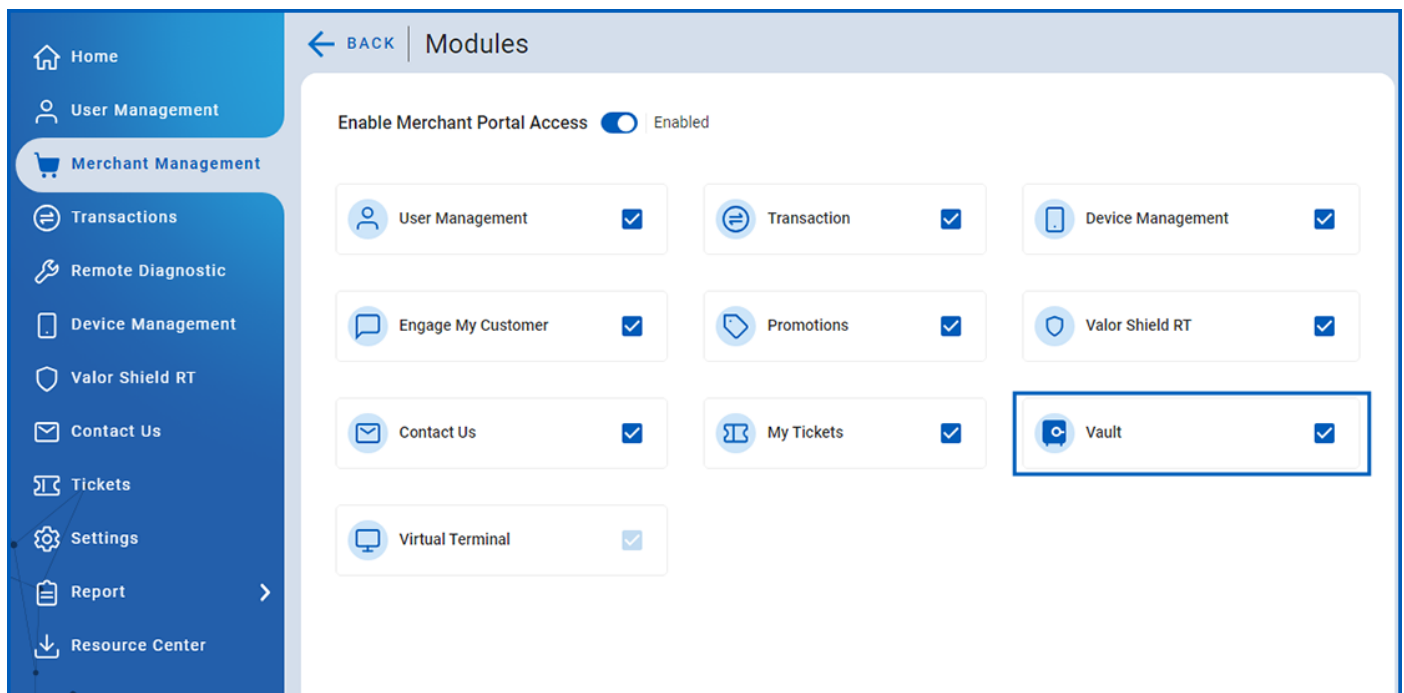 Home
User Management
Merchant Management
Transactions
Remote Diagnostic
Device Management
Valor Shield RT
Contact Us
Tickets
Settings
Report
Resource Center
BACK
Modules
Enable Merchant Portal Access Enabled
User Management
Transaction
Device Management
Engage My Customer
Promotions
Valor Shield RT
Contact Us
My Tickets
Vault
Virtual Terminal